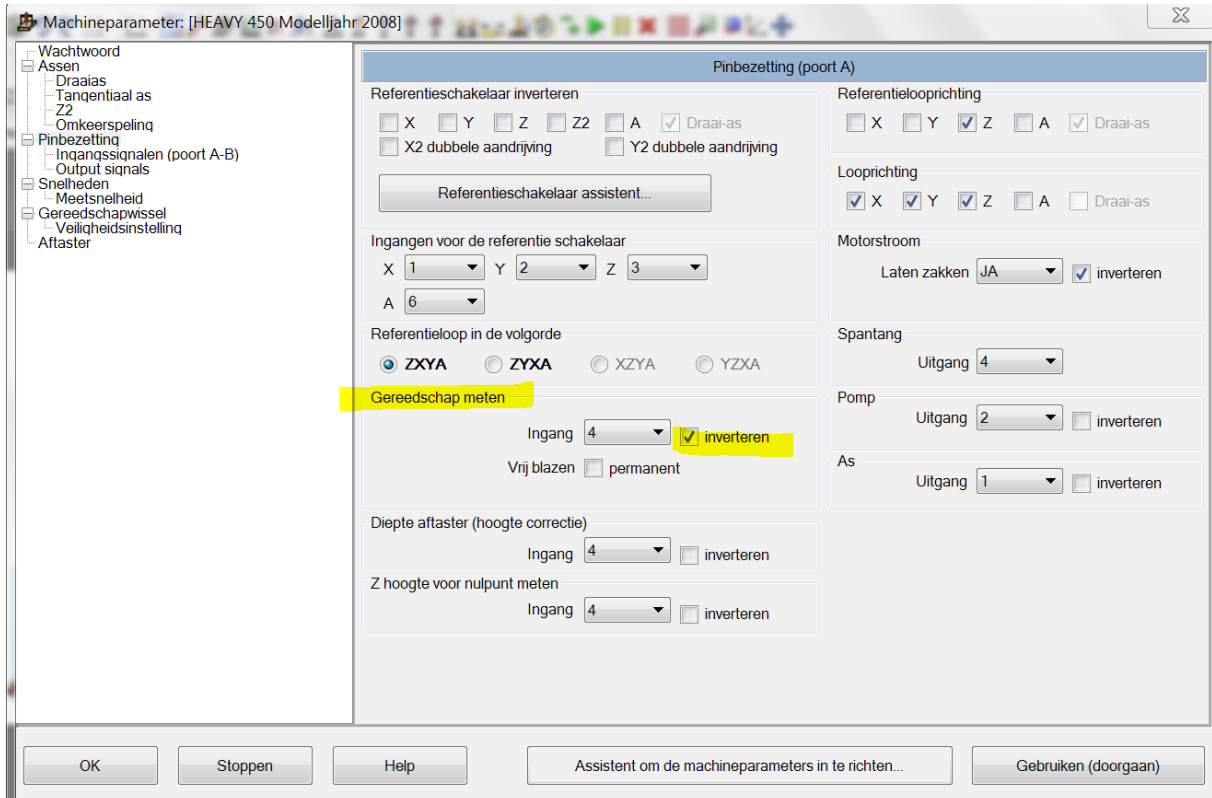 Machineparameter: [HEAVY 450 Modelljahr 2008]
Wachtwoord
Assen
Draaias
Tangentiaal as
Z2
Omkeerspeling
Pinbezetting
Ingangssignalen (poort A-B)
Output signals
Snelheden
Meetsnelheid
Gereedschapwissel
Veiligheidsinstelling
Aftaster
Pinbezetting (poort A)
Referentieschakelaar inverteren
X Y Z Z2 A Draai-as
X2 dubbele aandrijving Y2 dubbele aandrijving
Referentieschakelaar assistent...
Ingangen voor de referentie schakelaar
X 1 Y 2 Z 3
A 6
Referentieloop in de volgorde
ZXYA ZYXA XZYA YZXA
Gereedschap meten
Ingang 4 inverteren
Vrij blazen permanent
Diepte aftaster (hoogte correctie)
Ingang 4 inverteren
Z hoogte voor nulpunt meten
Ingang 4 inverteren
Referentielooprichting
X Y Z A Draai-as
Looprichting
X Y Z A Draai-as
Motorstroom
Laten zakken JA inverteren
Spantang
Uitgang 4
Pomp
Uitgang 2 inverteren
As
Uitgang 1 inverteren
OK Stoppen Help Assistent om de machineparameters in te richten... Gebruiken (doorgaan)